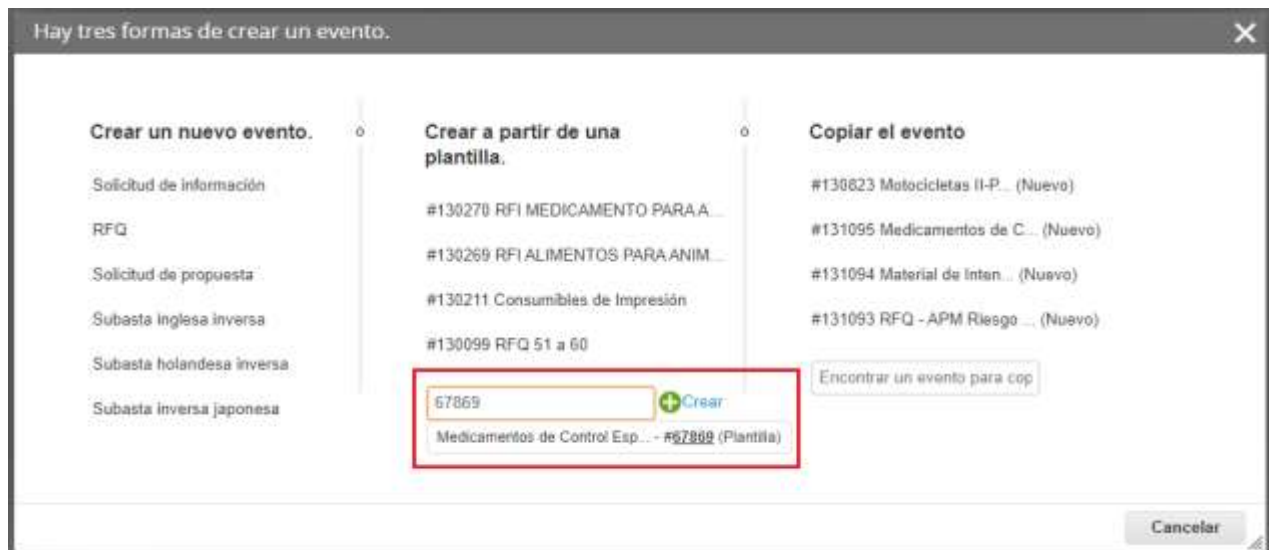 Hay tres formas de crear un evento.
Crear un nuevo evento.
Solicitud de información
RFQ
Solicitud de propuesta
Subasta inglesa inversa
Subasta holandesa inversa
Subasta inversa japonesa
o
Crear a partir de una
plantilla.
#130270 RFI MEDICAMENTO PARA A...
#130269 RFI ALIMENTOS PARA ANIM...
#130211 Consumibles de Impresión
#130099 RFQ 51 a 60
67869
Crear
Medicamentos de Control Esp... - #67869 (Plantilla)
o
Copiar el evento
#130823 Motocicletas II-P... (Nuevo)
#131095 Medicamentos de C... (Nuevo)
#131094 Material de Inten... (Nuevo)
#131093 RFQ - APM Riesgo ... (Nuevo)
Encontrar un evento para cop
Cancelar